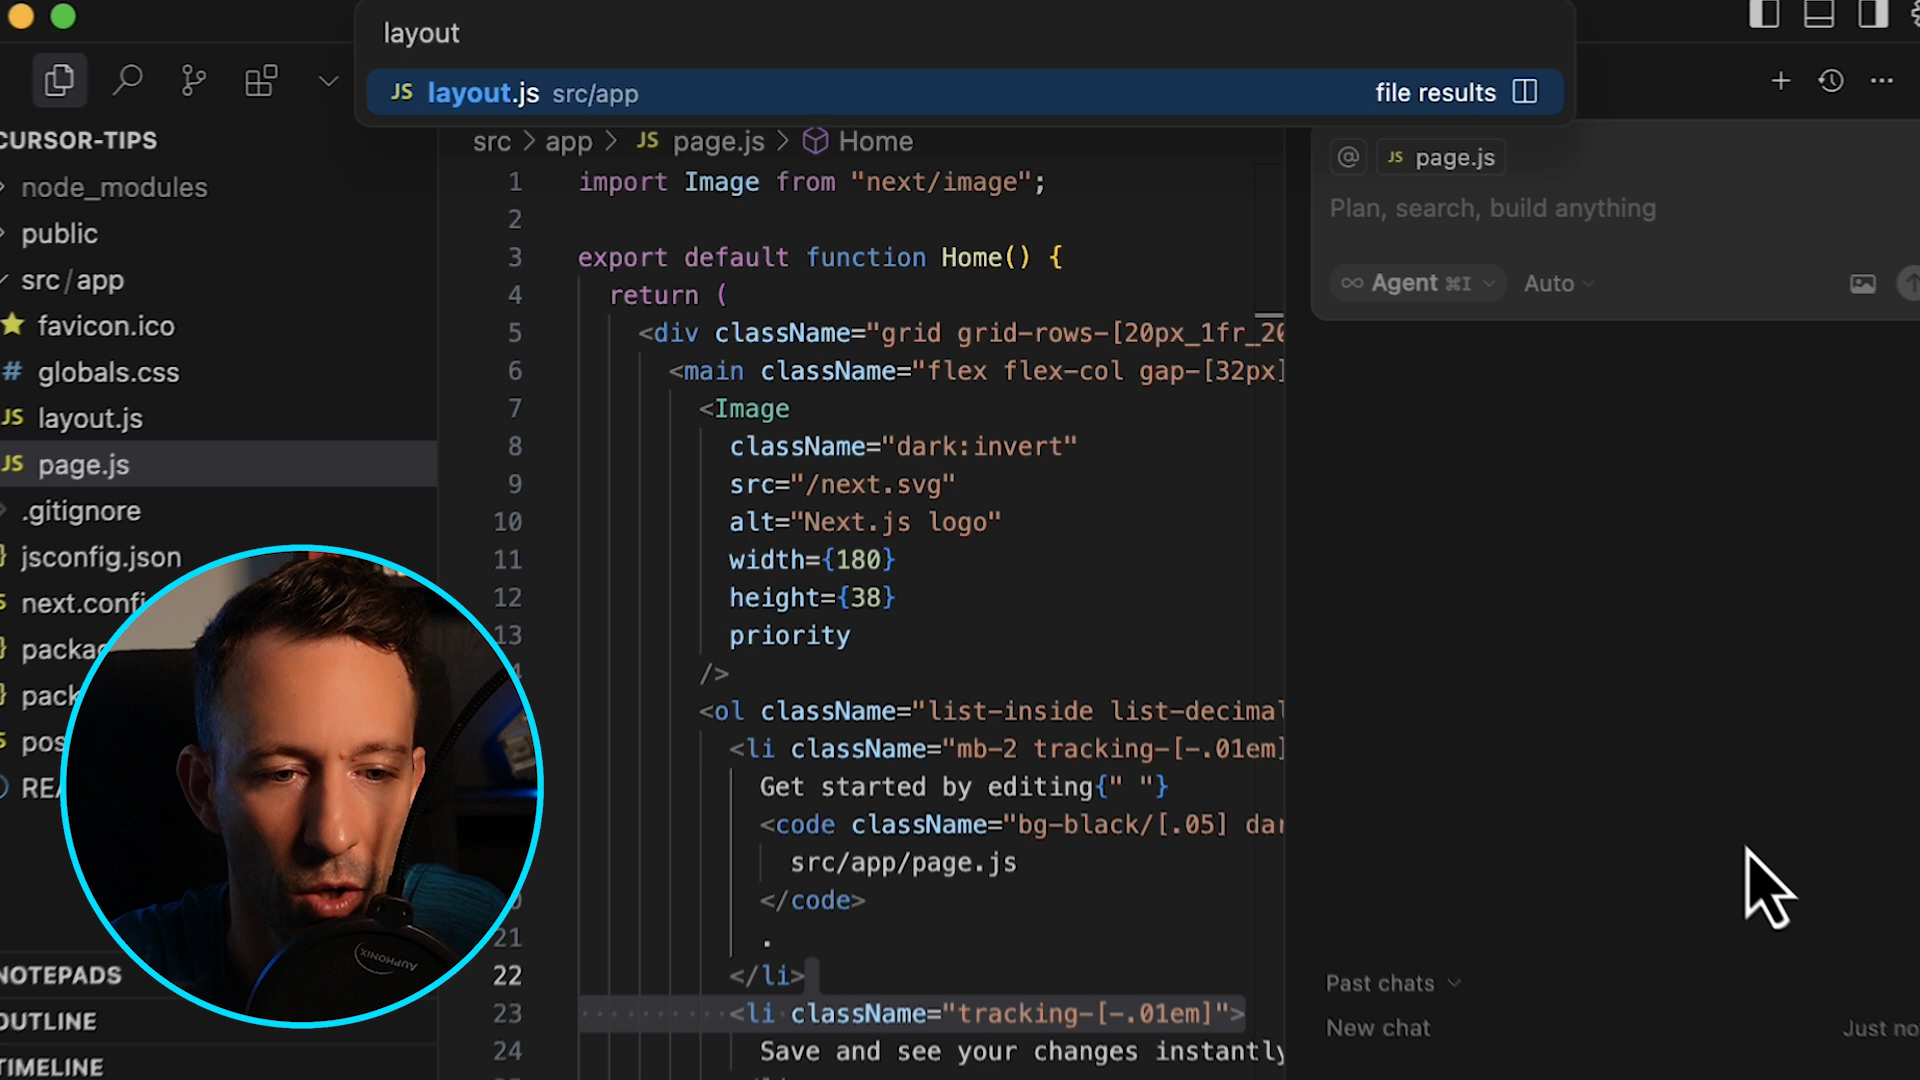 layout
JS layout.js src/app file results
CURSOR-TIPS
node_modules
public
src/app
favicon.ico
# globals.css
JS layout.js
JS page.js
.gitignore
jsconfig.json
next.confi
packa
pack
pos
REA
NOTEPADS
OUTLINE
TIMELINE
src > app > JS page.js > Home
1 import Image from "next/image";
2
3 export default function Home() {
4 return (
5 <div className="grid grid-rows-[20px_1fr_20
6 <main className="flex flex-col gap-[32px]
7 <Image
8 className="dark:invert"
9 src="/next.svg"
10 alt="Next.js logo"
11 width={180}
12 height={38}
13 priority
/>
<ol className="list-inside list-decimal
<li className="mb-2 tracking-[-.01em]
Get started by editing{" "}
<code className="bg-black/[.05] dar
src/app/page.js
</code>
21 .
22 </li>
23 <li className="tracking-[-.01em]">
24 Save and see your changes instantly
@ JS page.js
Plan, search, build anything
∞ Agent ⌘I Auto
Past chats
New chat Just no
AUPHONIX